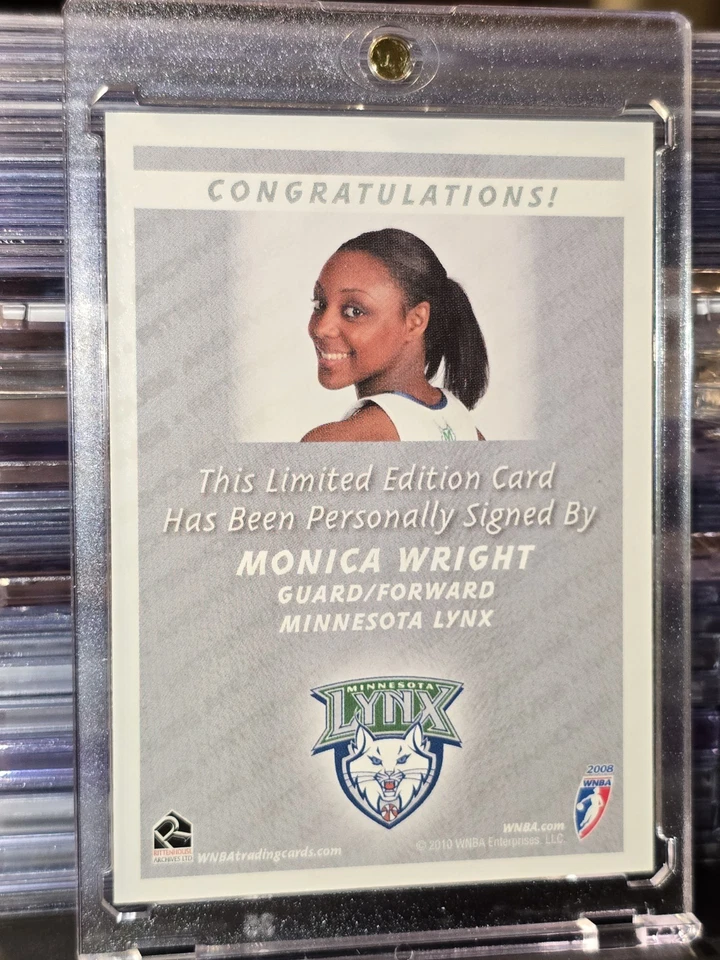 CONGRATULATIONS!
This Limited Edition Card
Has Been Personally Signed By
MONICA WRIGHT
GUARD/FORWARD
MINNESOTA LYNX
MINNESOTA
LYNX
2008
WNBA
WNBA.com
© 2010 WNBA Enterprises, LLC.
RITTENHOUSE
ARCHIVES LTD
WNBAtradingcards.com